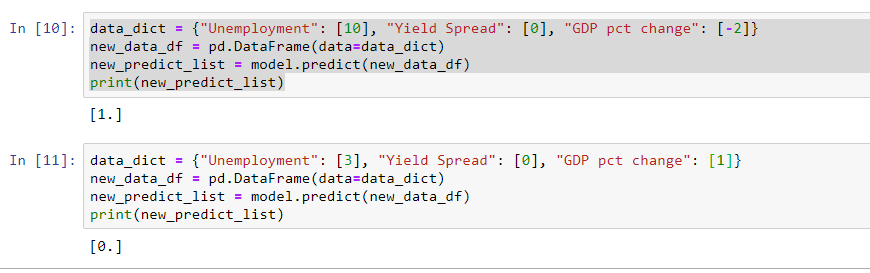 In [10]: data_dict = {"Unemployment": [10], "Yield Spread": [0], "GDP pct change": [-2]}
new_data_df = pd.DataFrame(data=data_dict)
new_predict_list = model.predict(new_data_df)
print(new_predict_list)
[1.]
In [11]: data_dict = {"Unemployment": [3], "Yield Spread": [0], "GDP pct change": [1]}
new_data_df = pd.DataFrame(data=data_dict)
new_predict_list = model.predict(new_data_df)
print(new_predict_list)
[0.]